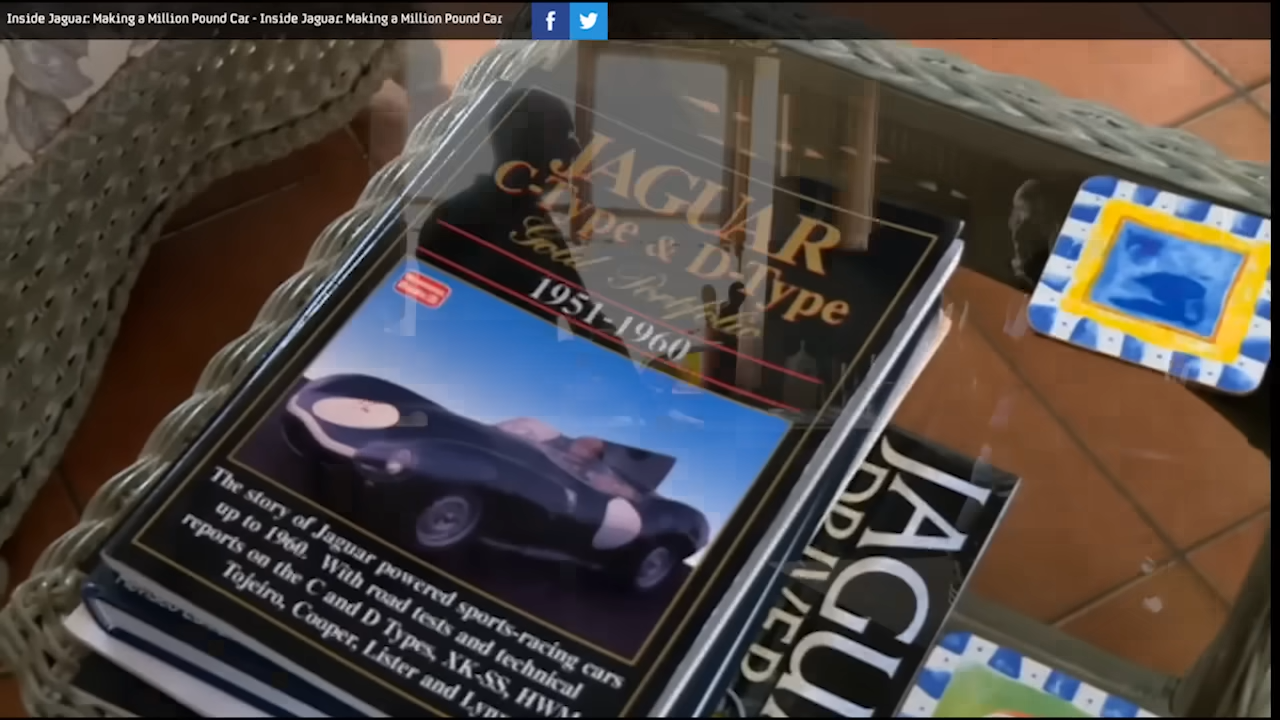 Inside Jaguar: Making a Million Pound Car - Inside Jaguar: Making a Million Pound Car
JAGUAR
C-Type & D-Type
Gold Portfolio
1951-1960
The story of Jaguar powered sports-racing cars
up to 1960. With road tests and technical
reports on the C and D Types, XK-SS, HWM
Tojeiro, Cooper, Lister and
JAGU